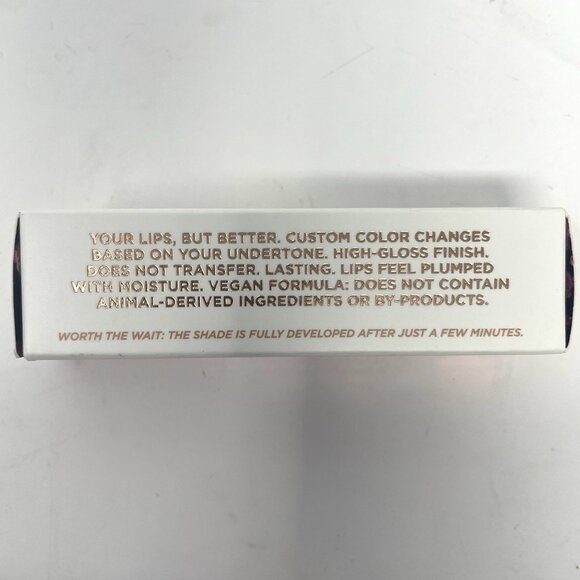 YOUR LIPS, BUT BETTER. CUSTOM COLOR CHANGES
BASED ON YOUR UNDERTONE. HIGH-GLOSS FINISH.
DOES NOT TRANSFER. LASTING. LIPS FEEL PLUMPED
WITH MOISTURE. VEGAN FORMULA: DOES NOT CONTAIN
ANIMAL-DERIVED INGREDIENTS OR BY-PRODUCTS.
WORTH THE WAIT: THE SHADE IS FULLY DEVELOPED AFTER JUST A FEW MINUTES.